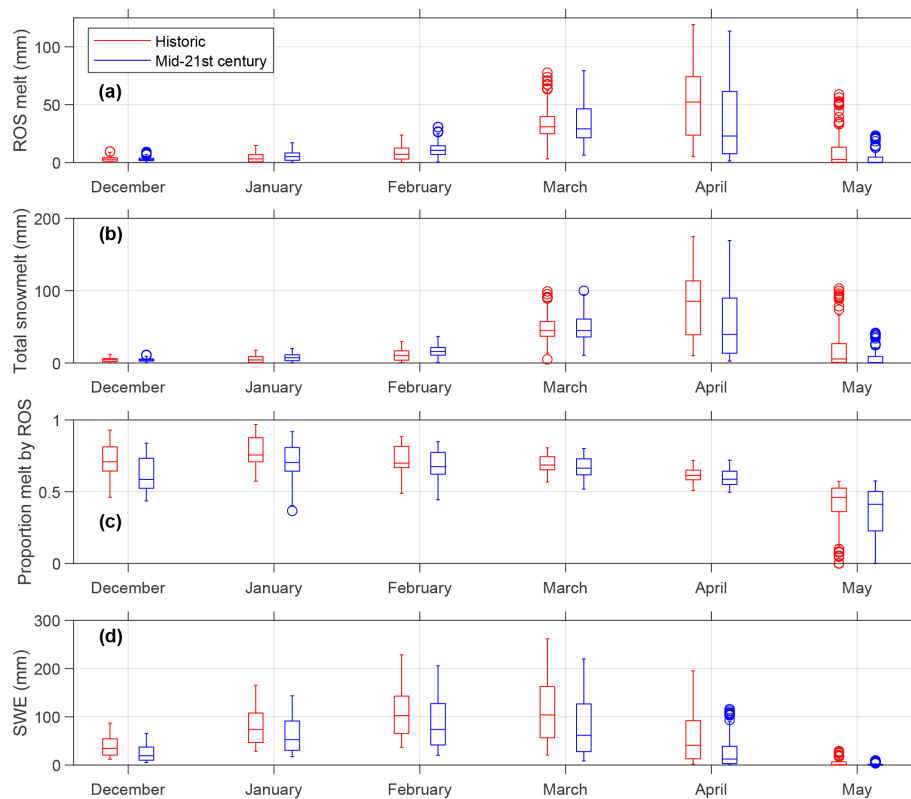 Historic
Mid-21st century
(a)
ROS melt (mm)
100
50
0
December January February March April May
(b)
Total snowmelt (mm)
200
100
0
December January February March April May
(c)
Proportion melt by ROS
1
0.5
0
December January February March April May
(d)
SWE (mm)
300
200
100
0
December January February March April May